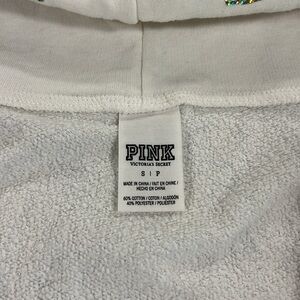 PINK
VICTORIA'S SECRET
S | P
MADE IN CHINA / FAIT EN CHINE /
HECHO EN CHINA
60% COTTON / COTON / ALGODÓN
40% POLYESTER / POLIÉSTER